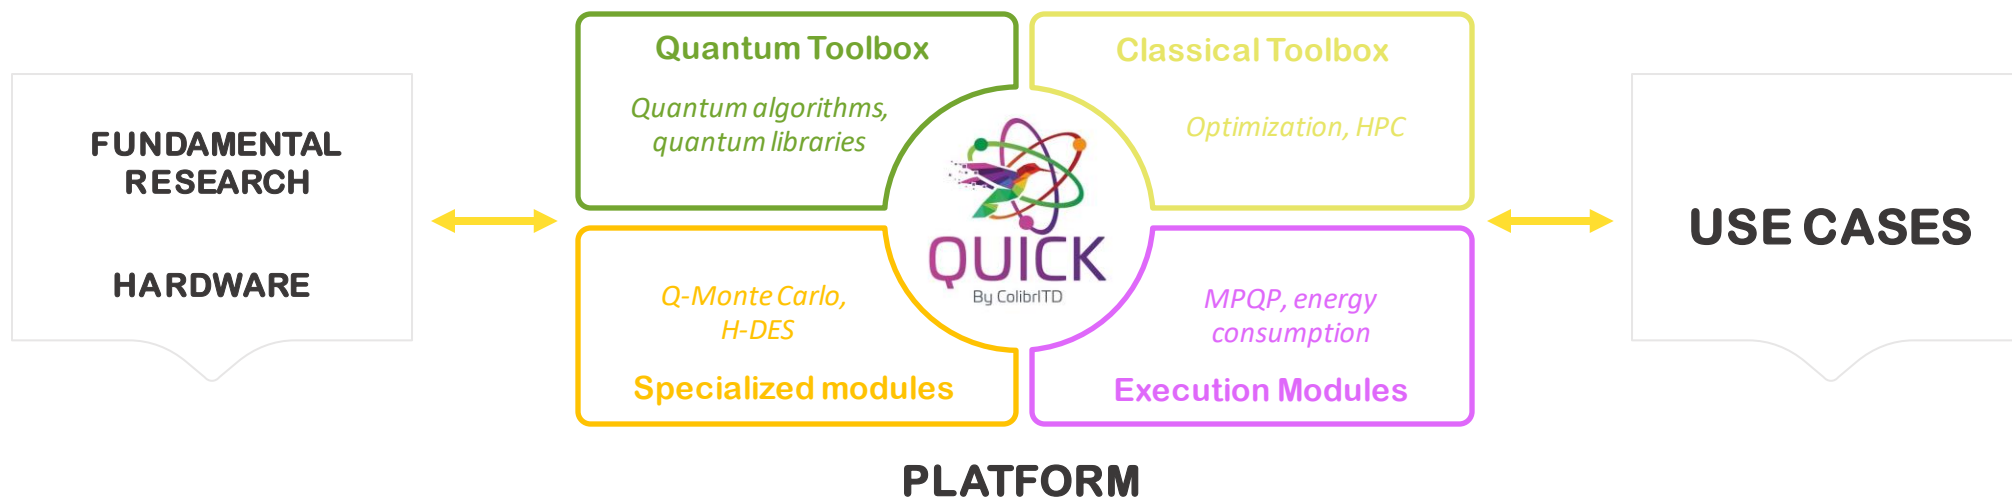 FUNDAMENTAL
RESEARCH
HARDWARE
Quantum Toolbox
Quantum algorithms,
quantum libraries
Classical Toolbox
Optimization, HPC
QUICK
By ColibrITD
Q-Monte Carlo,
H-DES
Specialized modules
MPQP, energy
consumption
Execution Modules
USE CASES
PLATFORM